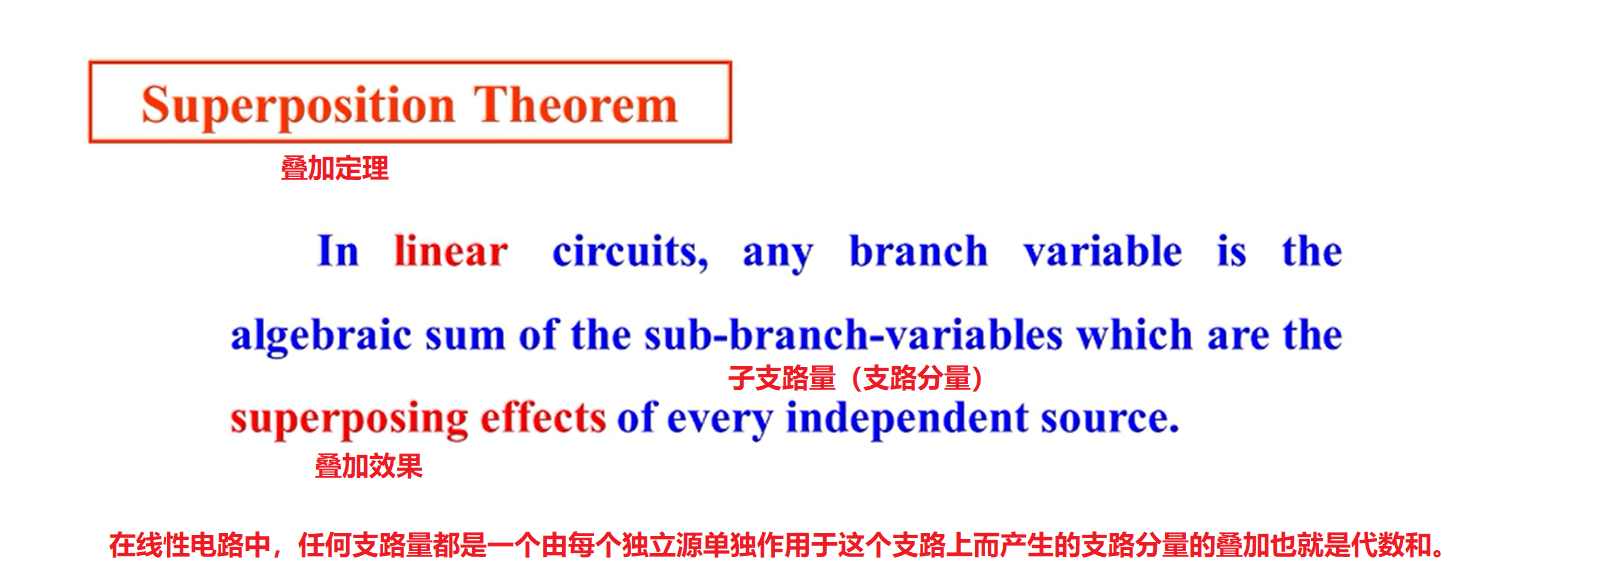 Superposition Theorem
叠加定理
In linear circuits, any branch variable is the
algebraic sum of the sub-branch-variables which are the
子支路量（支路分量）
superposing effects of every independent source.
叠加效果
在线性电路中，任何支路量都是一个由每个独立源单独作用于这个支路上而产生的支路分量的叠加也就是代数和。